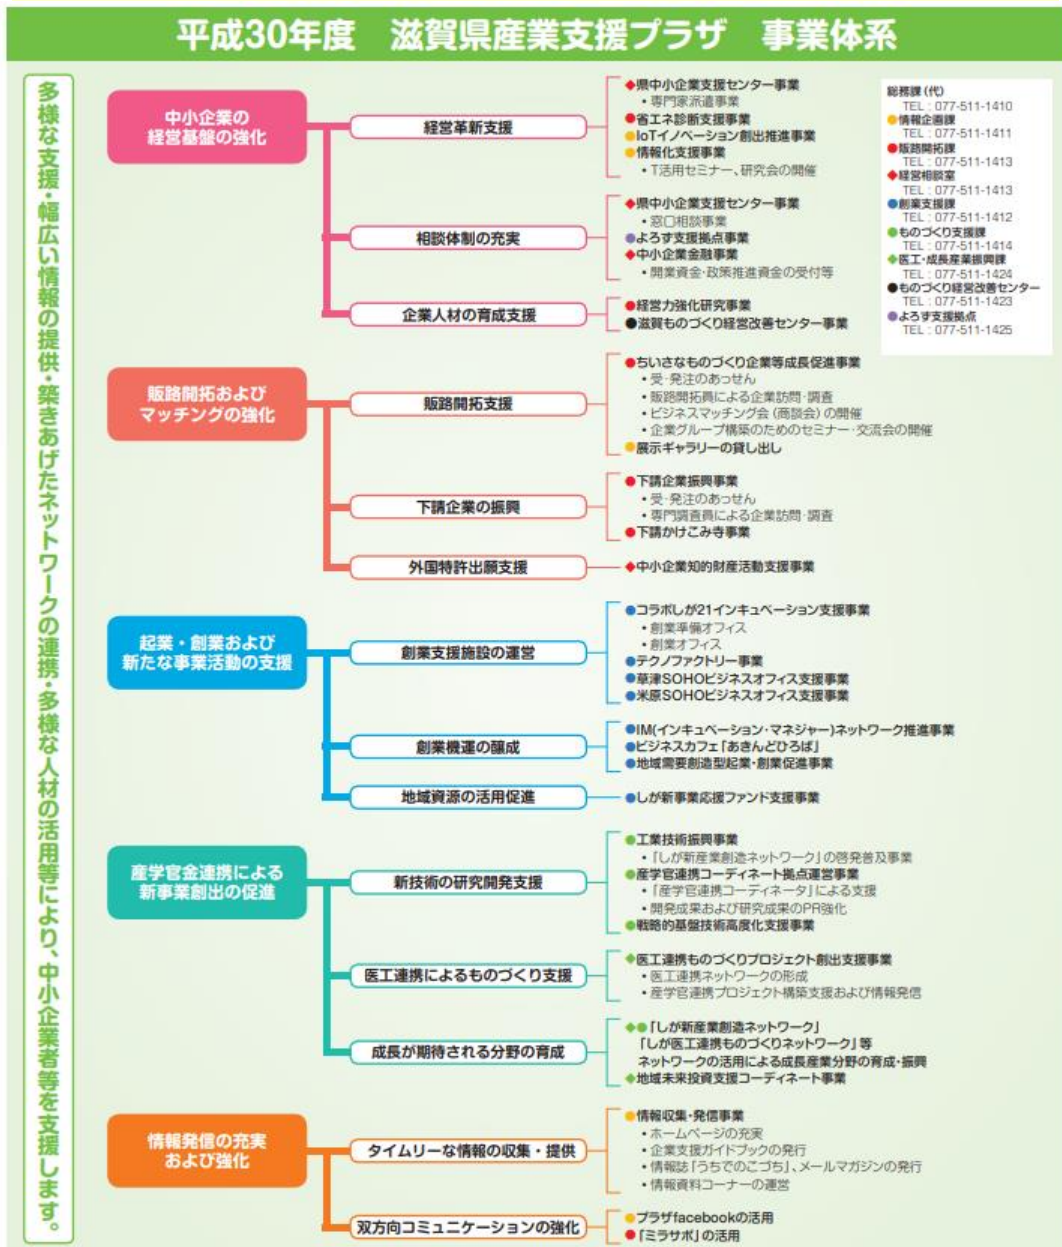 平成30年度　滋賀県産業支援プラザ　事業体系
多様な支援・幅広い情報の提供・築きあげたネットワークの連携・多様な人材の活用等により、中小企業者等を支援します。
中小企業の
経営基盤の強化
経営革新支援
◆県中小企業支援センター事業
・専門家派遣事業
●省エネ診断支援事業
●IoTイノベーション創出推進事業
●情報化支援事業
・IT活用セミナー、研究会の開催
相談体制の充実
◆県中小企業支援センター事業
・窓口相談事業
●よろず支援拠点事業
◆中小企業金融事業
・開業資金・政策推進資金の受付等
企業人材の育成支援
●経営力強化研究事業
●滋賀ものづくり経営改善センター事業
総務課（代）
TEL：077-511-1410
●情報企画課
TEL：077-511-1411
●販路開拓課
TEL：077-511-1413
◆経営相談室
TEL：077-511-1413
●創業支援課
TEL：077-511-1412
●ものづくり支援課
TEL：077-511-1414
◆医工・成長産業振興課
TEL：077-511-1424
●ものづくり経営改善センター
TEL：077-511-1423
●よろず支援拠点
TEL：077-511-1425
販路開拓および
マッチングの強化
販路開拓支援
●ちいさなものづくり企業等成長促進事業
・受・発注のあっせん
・販路開拓員による企業訪問・調査
・ビジネスマッチング会（商談会）の開催
・企業グループ構築のためのセミナー・交流会の開催
●展示ギャラリーの貸し出し
下請企業の振興
●下請企業振興事業
・受・発注のあっせん
・専門調査員による企業訪問・調査
●下請かけこみ寺事業
外国特許出願支援
◆中小企業知的財産活動支援事業
起業・創業および
新たな事業活動の支援
創業支援施設の運営
●コラボしが21インキュベーション支援事業
・創業準備オフィス
・創業オフィス
●テクノファクトリー事業
●草津SOHOビジネスオフィス支援事業
●米原SOHOビジネスオフィス支援事業
創業機運の醸成
●IM(インキュベーション・マネジャー)ネットワーク推進事業
●ビジネスカフェ「あきんどひろば」
●地域需要創造型起業・創業促進事業
地域資源の活用促進
●しが新事業応援ファンド支援事業
産学官金連携による
新事業創出の促進
新技術の研究開発支援
●工業技術振興事業
・「しが新産業創造ネットワーク」の啓発普及事業
●産学官連携コーディネート拠点運営事業
・「産学官連携コーディネータ」による支援
・開発成果および研究成果のPR強化
●戦略的基盤技術高度化支援事業
医工連携によるものづくり支援
◆医工連携ものづくりプロジェクト創出支援事業
・医工連携ネットワークの形成
・産学官連携プロジェクト構築支援および情報発信
成長が期待される分野の育成
◆●「しが新産業創造ネットワーク」
「しが医工連携ものづくりネットワーク」等
ネットワークの活用による成長産業分野の育成・振興
◆地域未来投資支援コーディネート事業
情報発信の充実
および強化
タイムリーな情報の収集・提供
●情報収集・発信事業
・ホームページの充実
・企業支援ガイドブックの発行
・情報誌「うちでのこづち」、メールマガジンの発行
・情報資料コーナーの運営
双方向コミュニケーションの強化
●プラザfacebookの活用
●「ミラサポ」の活用